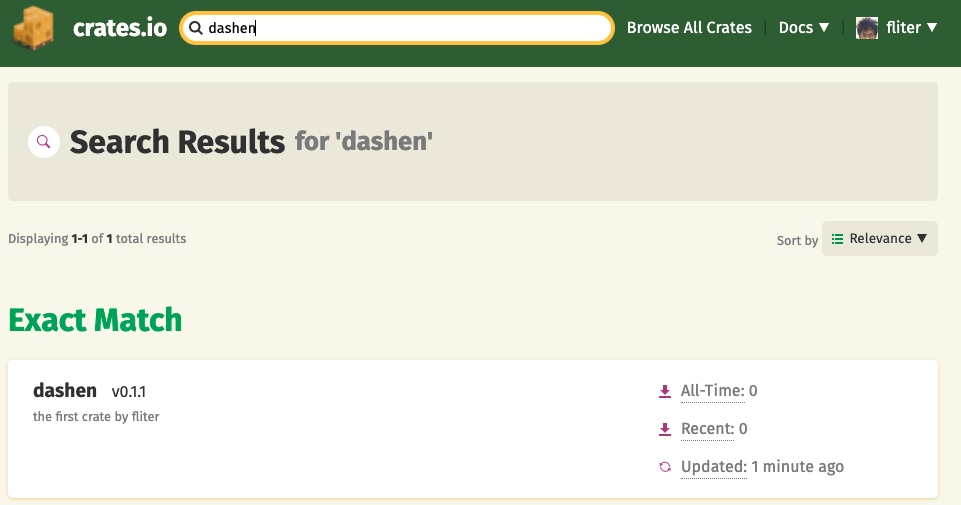 crates.io dashen Browse All Crates Docs ▼ fliter ▼
Search Results for 'dashen'
Displaying 1-1 of 1 total results Sort by Relevance ▼
Exact Match
dashen v0.1.1 All-Time: 0
the first crate by fliter
Recent: 0
Updated: 1 minute ago